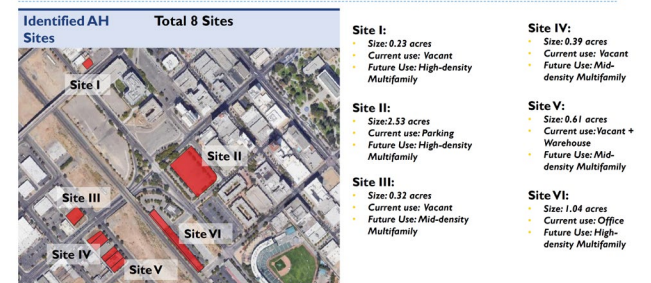 Identified AH
Sites
Total 8 Sites
Site I
Site II
Site III
Site VI
Site IV
Site V
Site I:
• Size: 0.23 acres
• Current use: Vacant
• Future Use: High-density
Multifamily
Site II:
• Size:2.53 acres
• Current use: Parking
• Future Use: High-density
Multifamily
Site III:
• Size: 0.32 acres
• Current use: Vacant
• Future Use: Mid-density
Multifamily
Site IV:
• Size: 0.39 acres
• Current use: Vacant
• Future Use: Mid-
density Multifamily
Site V:
• Size: 0.61 acres
• Current use: Vacant +
Warehouse
• Future Use: Mid-
density Multifamily
Site VI:
• Size: 1.04 acres
• Current use: Office
• Future Use: High-
density Multifamily